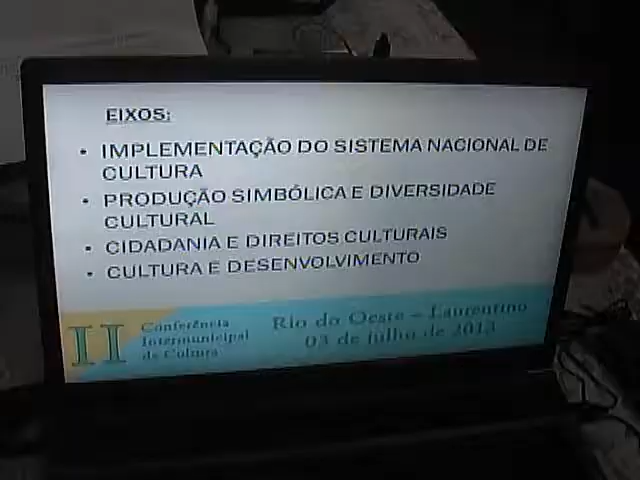 EIXOS:
• IMPLEMENTAÇÃO DO SISTEMA NACIONAL DE
CULTURA
• PRODUÇÃO SIMBÓLICA E DIVERSIDADE
CULTURAL
• CIDADANIA E DIREITOS CULTURAIS
• CULTURA E DESENVOLVIMENTO
II
Conferência
Intermunicipal
de Cultura
Rio do Oeste – Laurentino
03 de julho de 2013